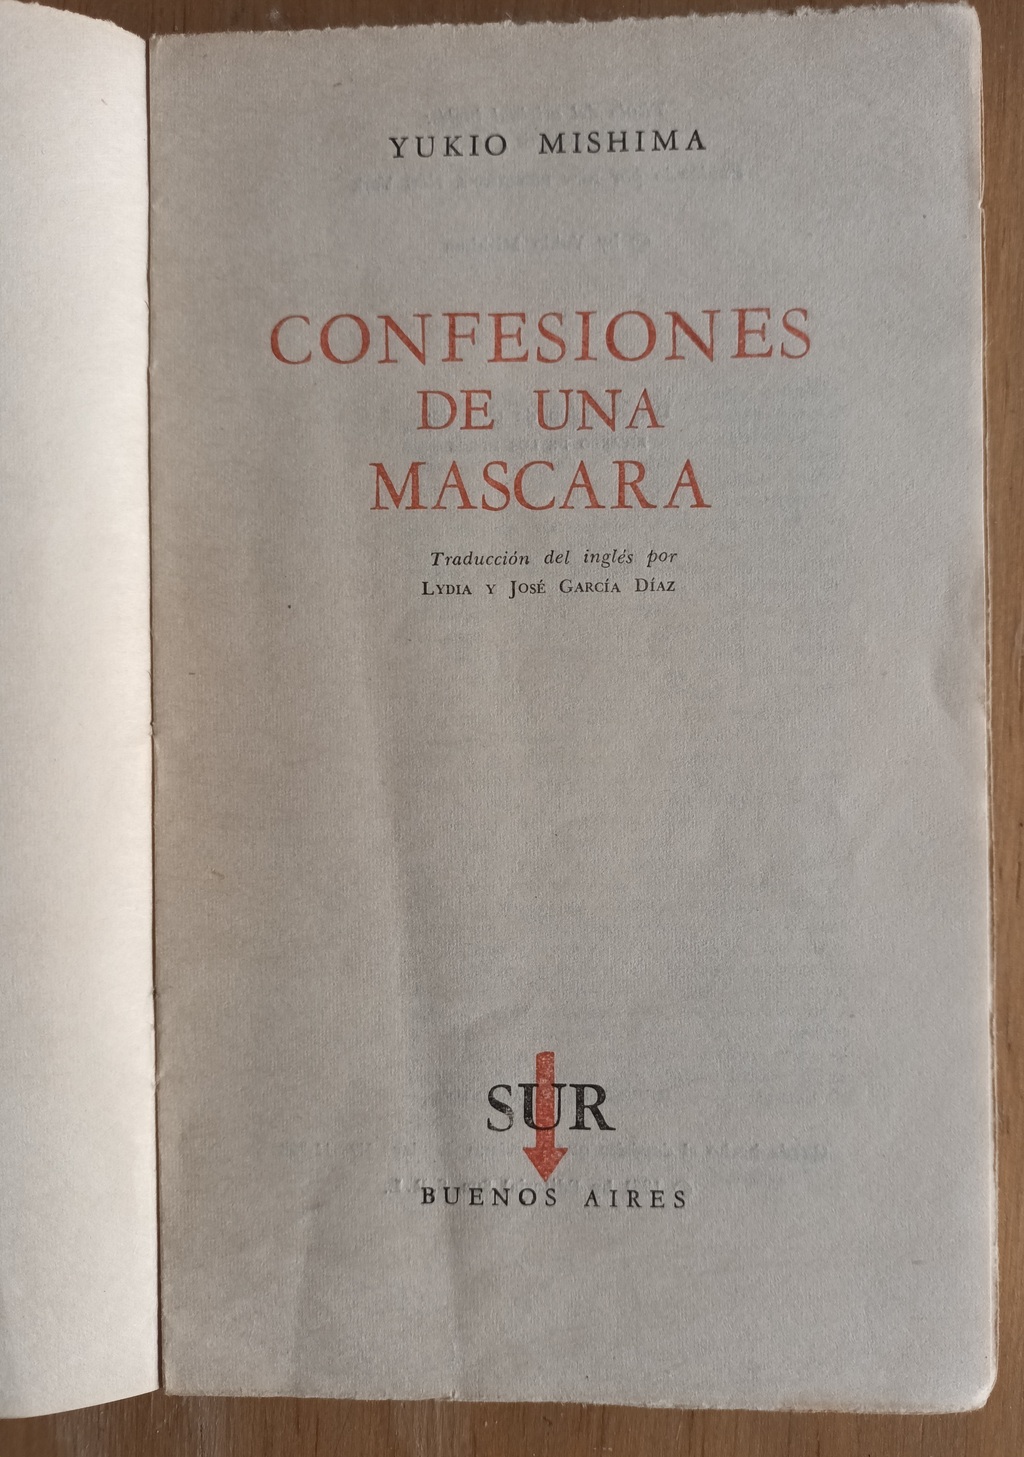 YUKIO MISHIMA
CONFESIONES
DE UNA
MASCARA
Traducción del inglés por
LYDIA Y JOSÉ GARCÍA DÍAZ
SUR
BUENOS AIRES